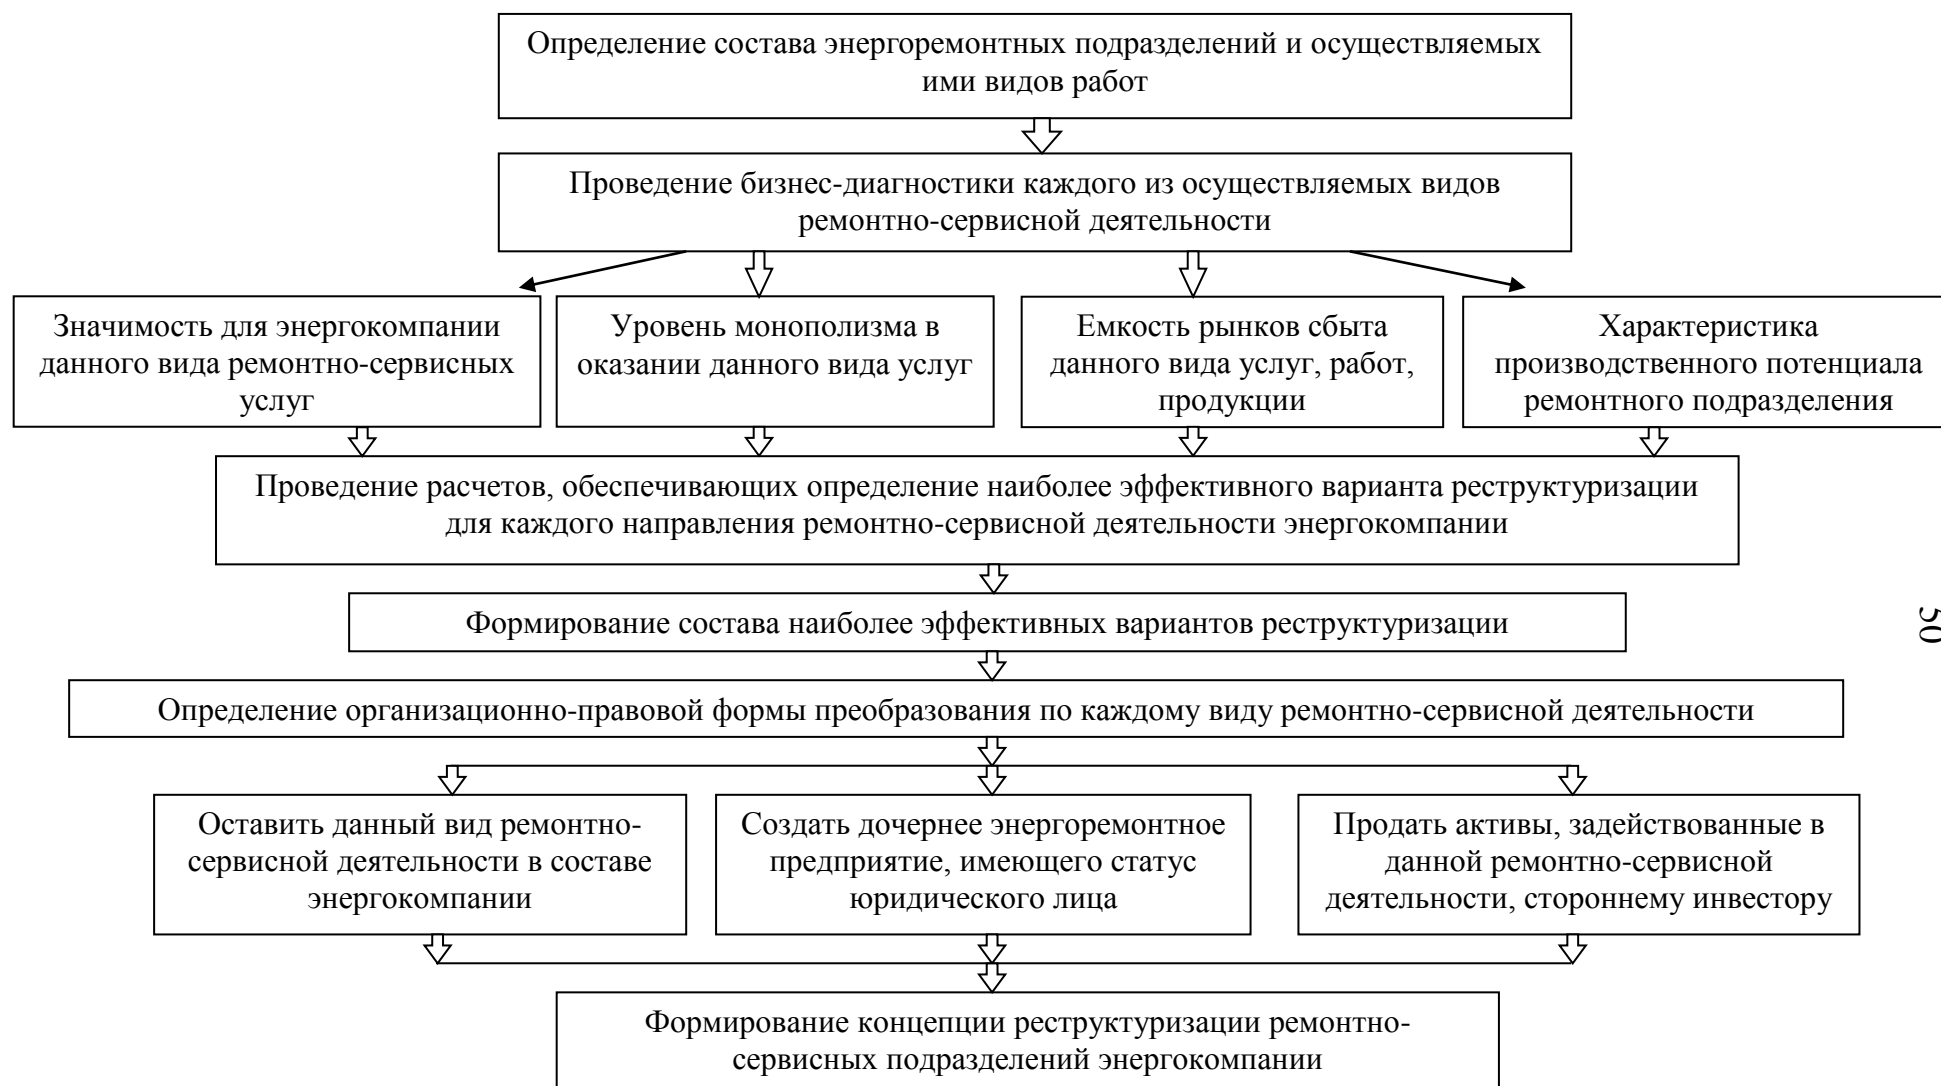 Определение состава энергоремонтных подразделений и осуществляемых
ими видов работ
Проведение бизнес-диагностики каждого из осуществляемых видов
ремонтно-сервисной деятельности
Значимость для энергокомпании
данного вида ремонтно-сервисных
услуг
Уровень монополизма в
оказании данного вида услуг
Емкость рынков сбыта
данного вида услуг, работ,
продукции
Характеристика
производственного потенциала
ремонтного подразделения
Проведение расчетов, обеспечивающих определение наиболее эффективного варианта реструктуризации
для каждого направления ремонтно-сервисной деятельности энергокомпании
Формирование состава наиболее эффективных вариантов реструктуризации
50
Определение организационно-правовой формы преобразования по каждому виду ремонтно-сервисной деятельности
Оставить данный вид ремонтно-
сервисной деятельности в составе
энергокомпании
Создать дочернее энергоремонтное
предприятие, имеющего статус
юридического лица
Продать активы, задействованные в
данной ремонтно-сервисной
деятельности, стороннему инвестору
Формирование концепции реструктуризации ремонтно-
сервисных подразделений энергокомпании